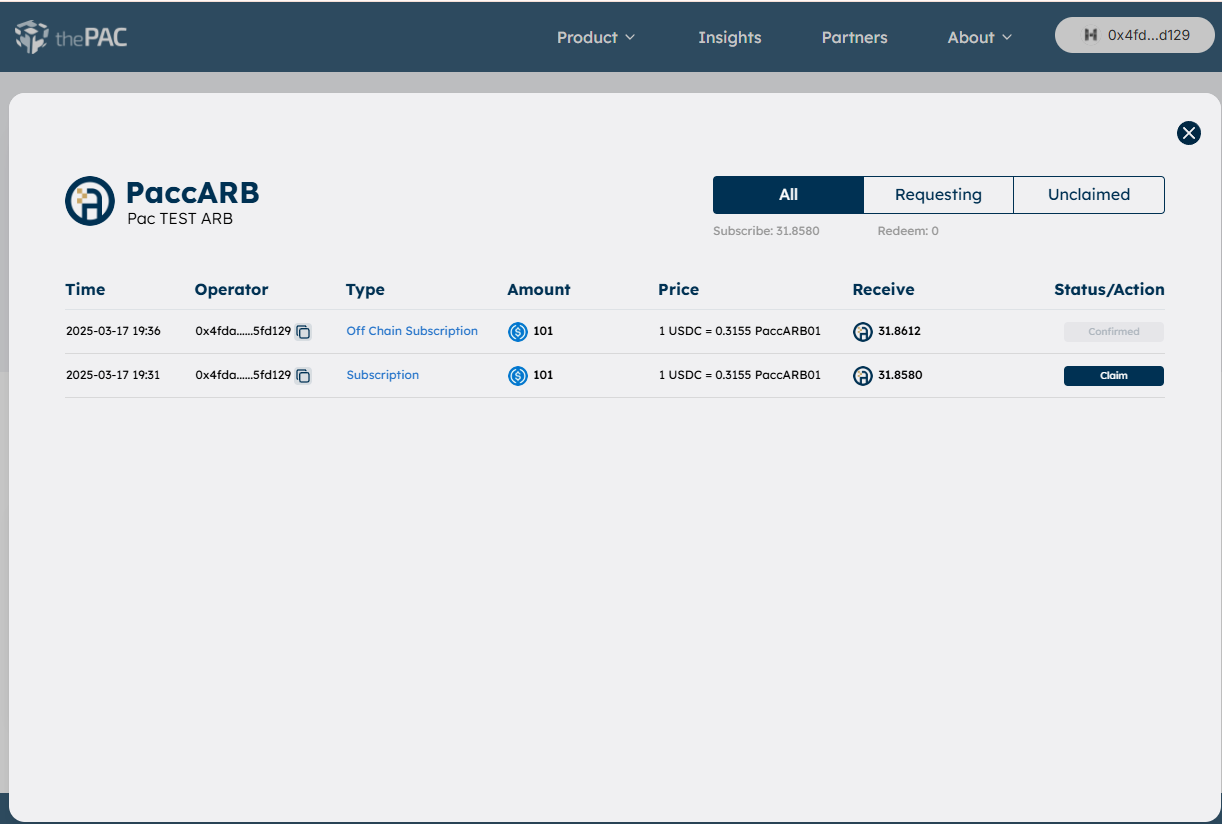 thePAC Product Insights Partners About 0x4fd...d129
PaccARB
Pac TEST ARB
All Requesting Unclaimed
Subscribe: 31.8580 Redeem: 0
Time Operator Type Amount Price Receive Status/Action
2025-03-17 19:36 0x4fda......5fd129 Off Chain Subscription 101 1 USDC = 0.3155 PaccARB01 31.8612 Confirmed
2025-03-17 19:31 0x4fda......5fd129 Subscription 101 1 USDC = 0.3155 PaccARB01 31.8580 Claim